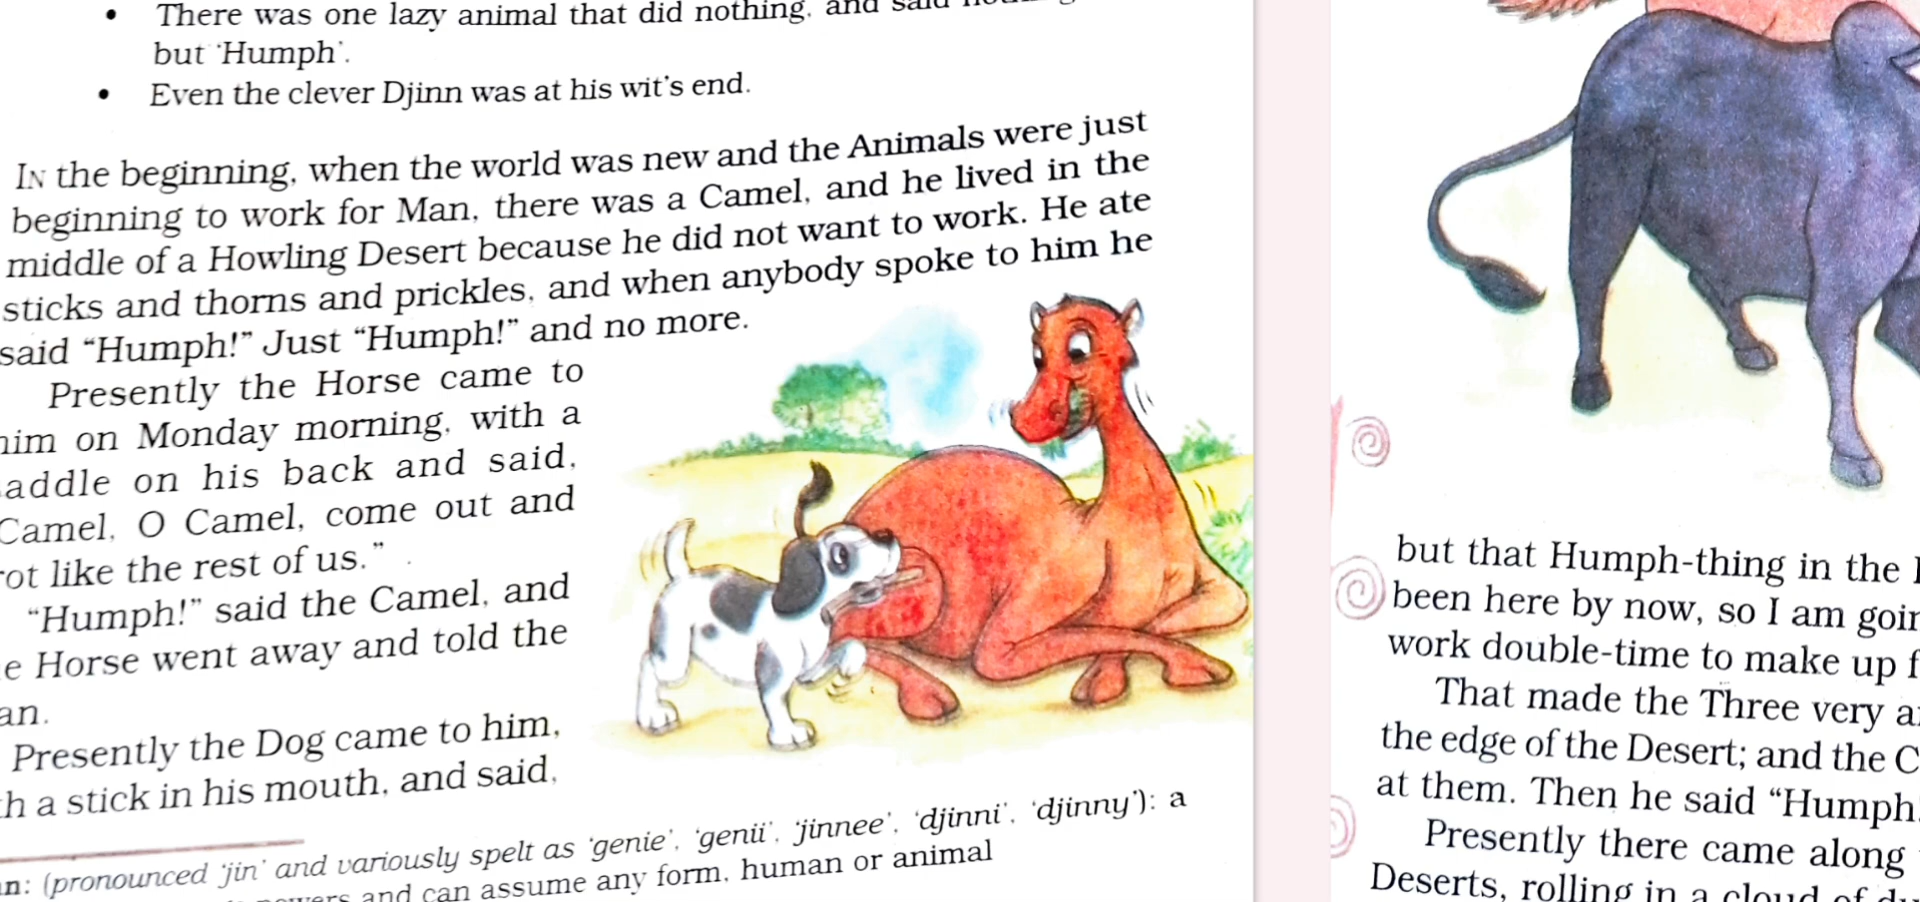 • There was one lazy animal that did nothing, and said
but 'Humph'.
• Even the clever Djinn was at his wit's end.
IN the beginning, when the world was new and the Animals were just
beginning to work for Man, there was a Camel, and he lived in the
middle of a Howling Desert because he did not want to work. He ate
sticks and thorns and prickles, and when anybody spoke to him he
said “Humph!” Just “Humph!” and no more.
Presently the Horse came to
him on Monday morning, with a
addle on his back and said,
Camel, O Camel, come out and
rot like the rest of us.”
“Humph!” said the Camel, and
e Horse went away and told the
an.
Presently the Dog came to him,
h a stick in his mouth, and said,
n: (pronounced ‘jin’ and variously spelt as ‘genie’, ‘genii’, ‘jinnee’, ‘djinni’, ‘djinny’): a
powers and can assume any form, human or animal
but that Humph-thing in the
been here by now, so I am goin
work double-time to make up f
That made the Three very a
the edge of the Desert; and the C
at them. Then he said “Humph
Presently there came along
Deserts, rolling in a cloud of du